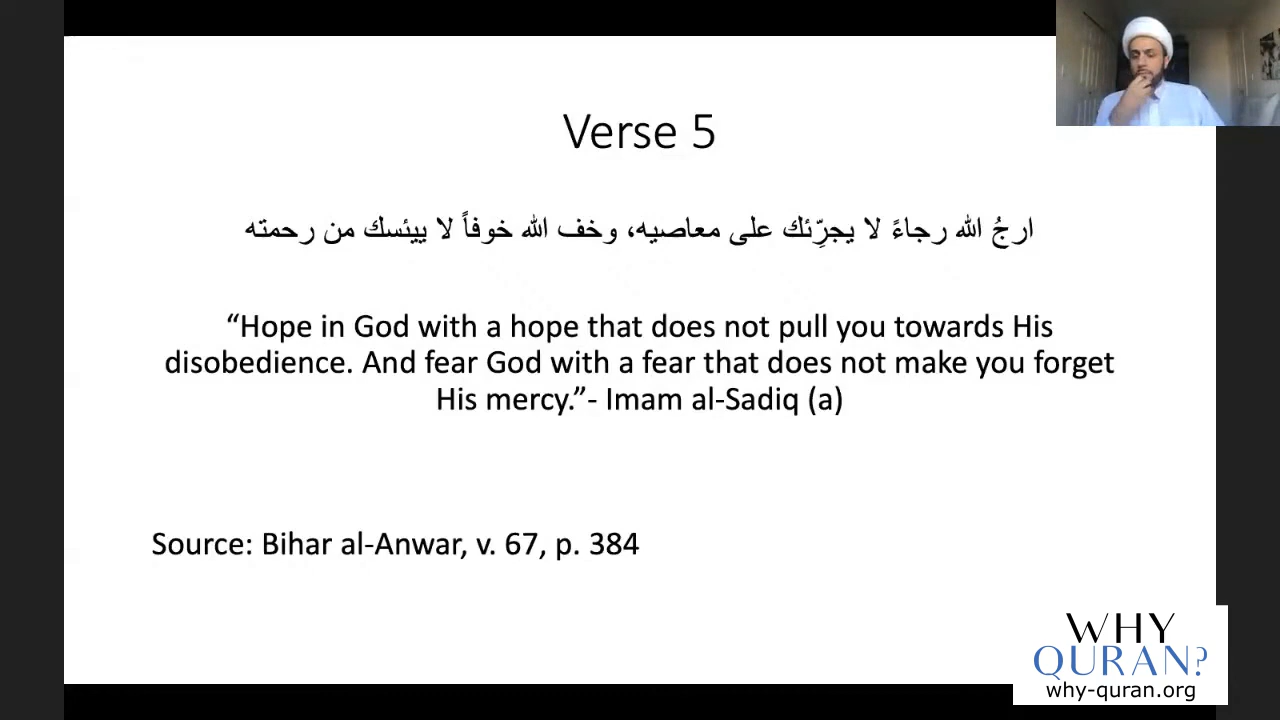 Verse 5
ارجُ الله رجاءً لا يجرِّئك على معاصيه، وخف الله خوفاً لا ييئسك من رحمته
“Hope in God with a hope that does not pull you towards His
disobedience. And fear God with a fear that does not make you forget
His mercy.”- Imam al-Sadiq (a)
Source: Bihar al-Anwar, v. 67, p. 384
WHY
QURAN?
why-quran.org